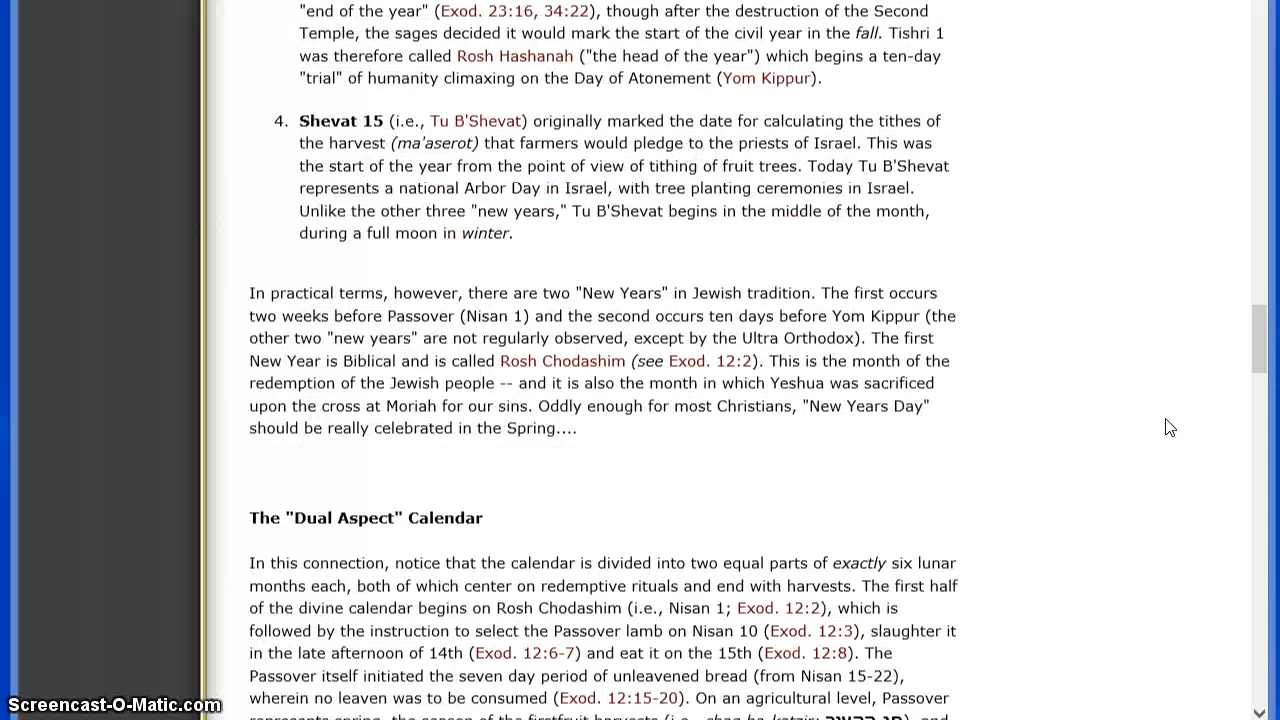 "end of the year" (Exod. 23:16, 34:22), though after the destruction of the Second
Temple, the sages decided it would mark the start of the civil year in the fall. Tishri 1
was therefore called Rosh Hashanah ("the head of the year") which begins a ten-day
"trial" of humanity climaxing on the Day of Atonement (Yom Kippur).
4. Shevat 15 (i.e., Tu B'Shevat) originally marked the date for calculating the tithes of
the harvest (ma'aserot) that farmers would pledge to the priests of Israel. This was
the start of the year from the point of view of tithing of fruit trees. Today Tu B'Shevat
represents a national Arbor Day in Israel, with tree planting ceremonies in Israel.
Unlike the other three "new years," Tu B'Shevat begins in the middle of the month,
during a full moon in winter.
In practical terms, however, there are two "New Years" in Jewish tradition. The first occurs
two weeks before Passover (Nisan 1) and the second occurs ten days before Yom Kippur (the
other two "new years" are not regularly observed, except by the Ultra Orthodox). The first
New Year is Biblical and is called Rosh Chodashim (see Exod. 12:2). This is the month of the
redemption of the Jewish people -- and it is also the month in which Yeshua was sacrificed
upon the cross at Moriah for our sins. Oddly enough for most Christians, "New Years Day"
should be really celebrated in the Spring....
The "Dual Aspect" Calendar
In this connection, notice that the calendar is divided into two equal parts of exactly six lunar
months each, both of which center on redemptive rituals and end with harvests. The first half
of the divine calendar begins on Rosh Chodashim (i.e., Nisan 1; Exod. 12:2), which is
followed by the instruction to select the Passover lamb on Nisan 10 (Exod. 12:3), slaughter it
in the late afternoon of 14th (Exod. 12:6-7) and eat it on the 15th (Exod. 12:8). The
Passover itself initiated the seven day period of unleavened bread (from Nisan 15-22),
wherein no leaven was to be consumed (Exod. 12:15-20). On an agricultural level, Passover
represents spring, the season of the firstfruit harvests (i.e., chag ha-katzir: and
Screencast-O-Matic.com